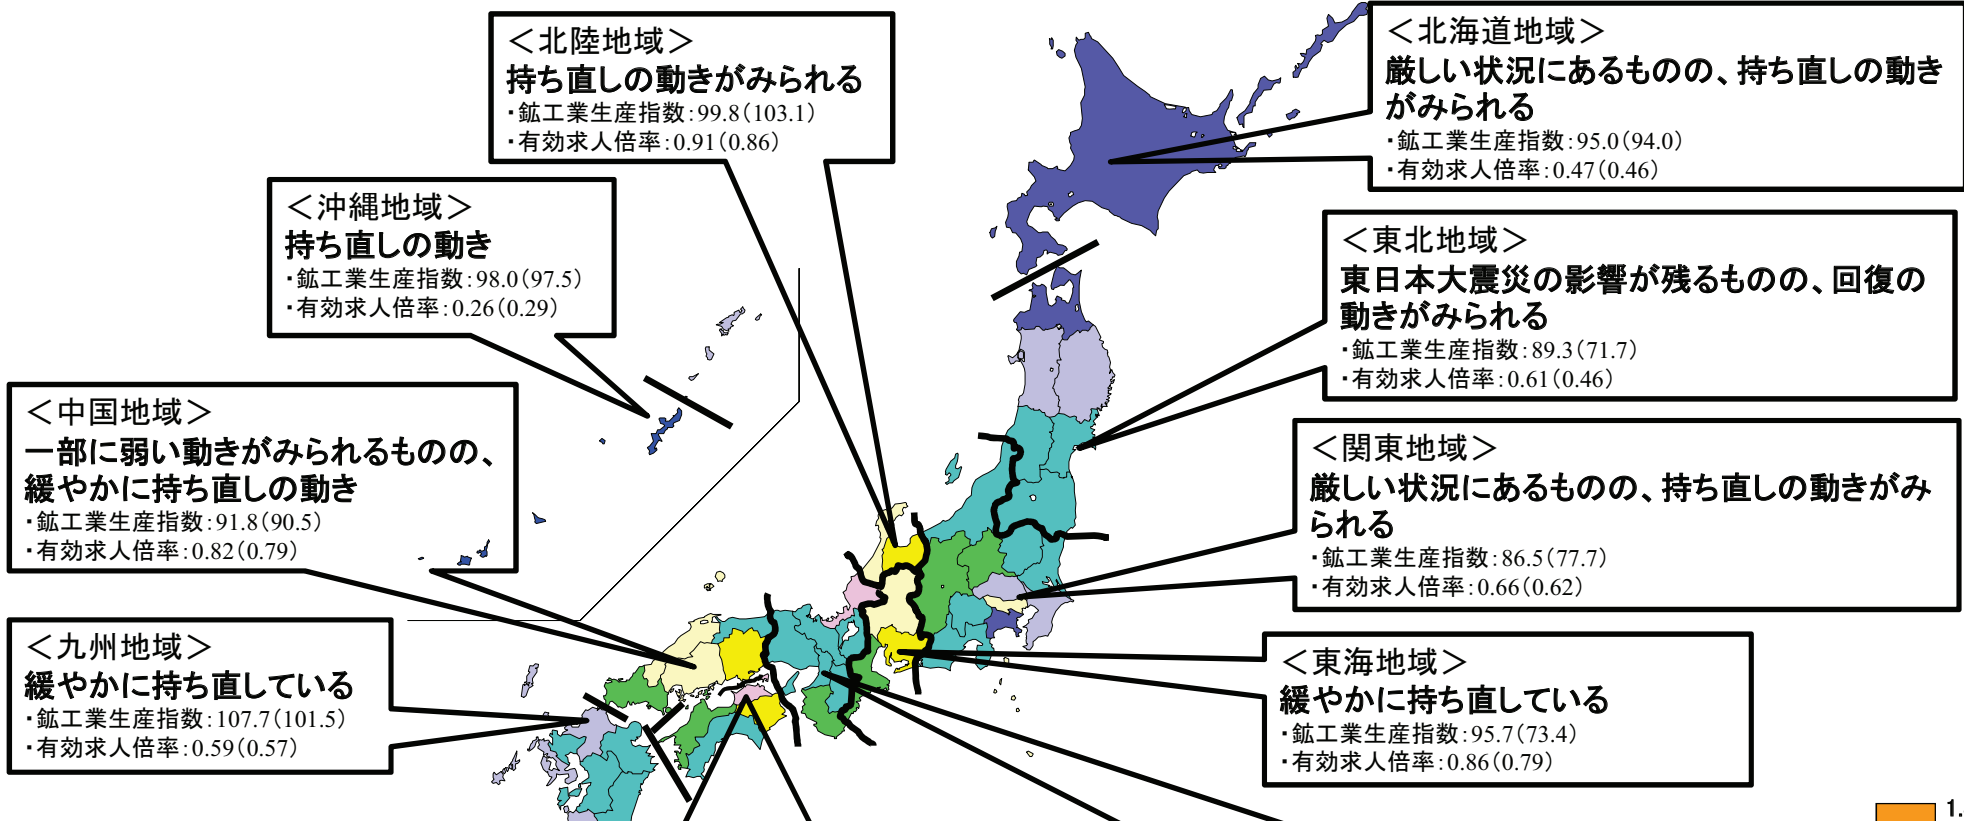 ＜北陸地域＞
持ち直しの動きがみられる
・鉱工業生産指数：99.8(103.1)
・有効求人倍率：0.91(0.86)
＜北海道地域＞
厳しい状況にあるものの、持ち直しの動き
がみられる
・鉱工業生産指数：95.0(94.0)
・有効求人倍率：0.47(0.46)
＜沖縄地域＞
持ち直しの動き
・鉱工業生産指数：98.0(97.5)
・有効求人倍率：0.26(0.29)
＜東北地域＞
東日本大震災の影響が残るものの、回復の
動きがみられる
・鉱工業生産指数：89.3(71.7)
・有効求人倍率：0.61(0.46)
＜中国地域＞
一部に弱い動きがみられるものの、
緩やかに持ち直しの動き
・鉱工業生産指数：91.8(90.5)
・有効求人倍率：0.82(0.79)
＜関東地域＞
厳しい状況にあるものの、持ち直しの動きがみ
られる
・鉱工業生産指数：86.5(77.7)
・有効求人倍率：0.66(0.62)
＜九州地域＞
緩やかに持ち直している
・鉱工業生産指数：107.7(101.5)
・有効求人倍率：0.59(0.57)
＜東海地域＞
緩やかに持ち直している
・鉱工業生産指数：95.7(73.4)
・有効求人倍率：0.86(0.79)